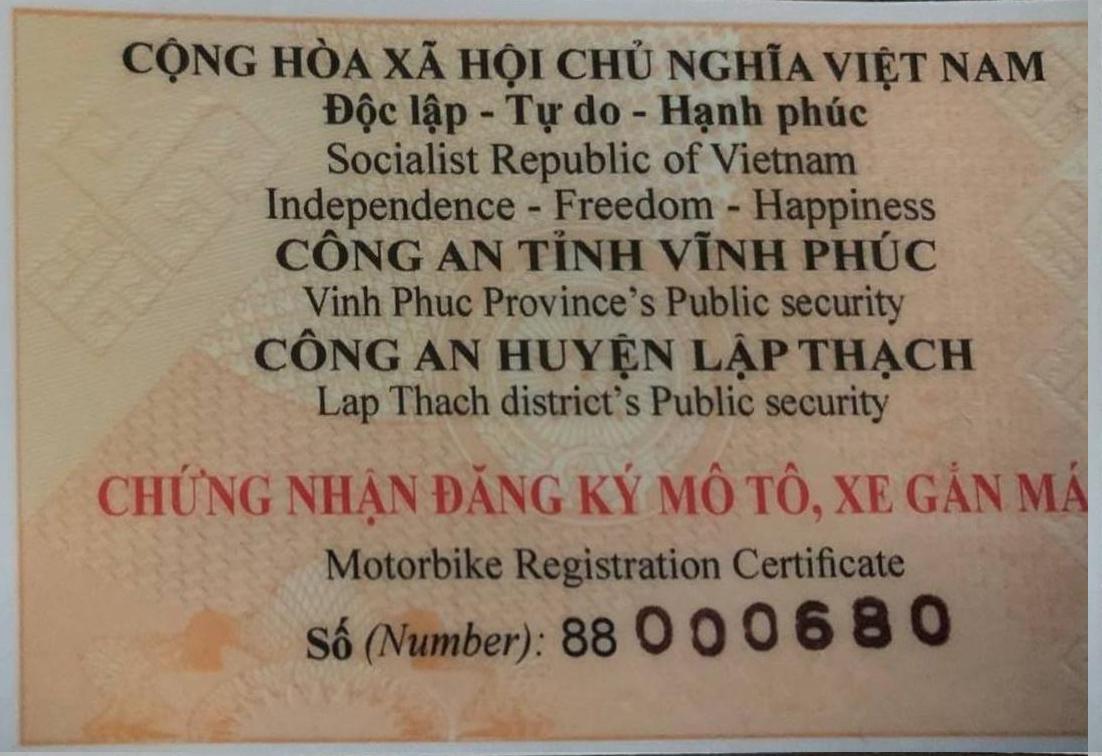 CỘNG HÒA XÃ HỘI CHỦ NGHĨA VIỆT NAM
Độc lập - Tự do - Hạnh phúc
Socialist Republic of Vietnam
Independence - Freedom - Happiness
CÔNG AN TỈNH VĨNH PHÚC
Vinh Phuc Province's Public security
CÔNG AN HUYỆN LẬP THẠCH
Lap Thach district's Public security
CHỨNG NHẬN ĐĂNG KÝ MÔ TÔ, XE GẮN MÁ
Motorbike Registration Certificate
Số (Number): 88 000680